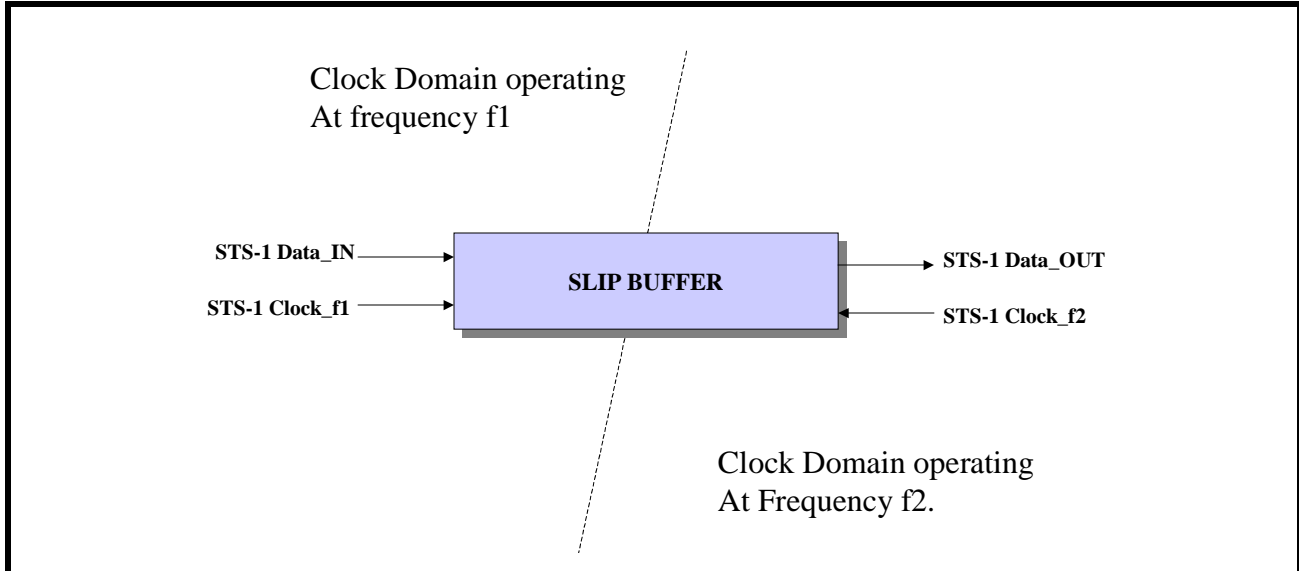 Clock Domain operating
At frequency f1
STS-1 Data_IN
STS-1 Clock_f1
SLIP BUFFER
STS-1 Data_OUT
STS-1 Clock_f2
Clock Domain operating
At Frequency f2.